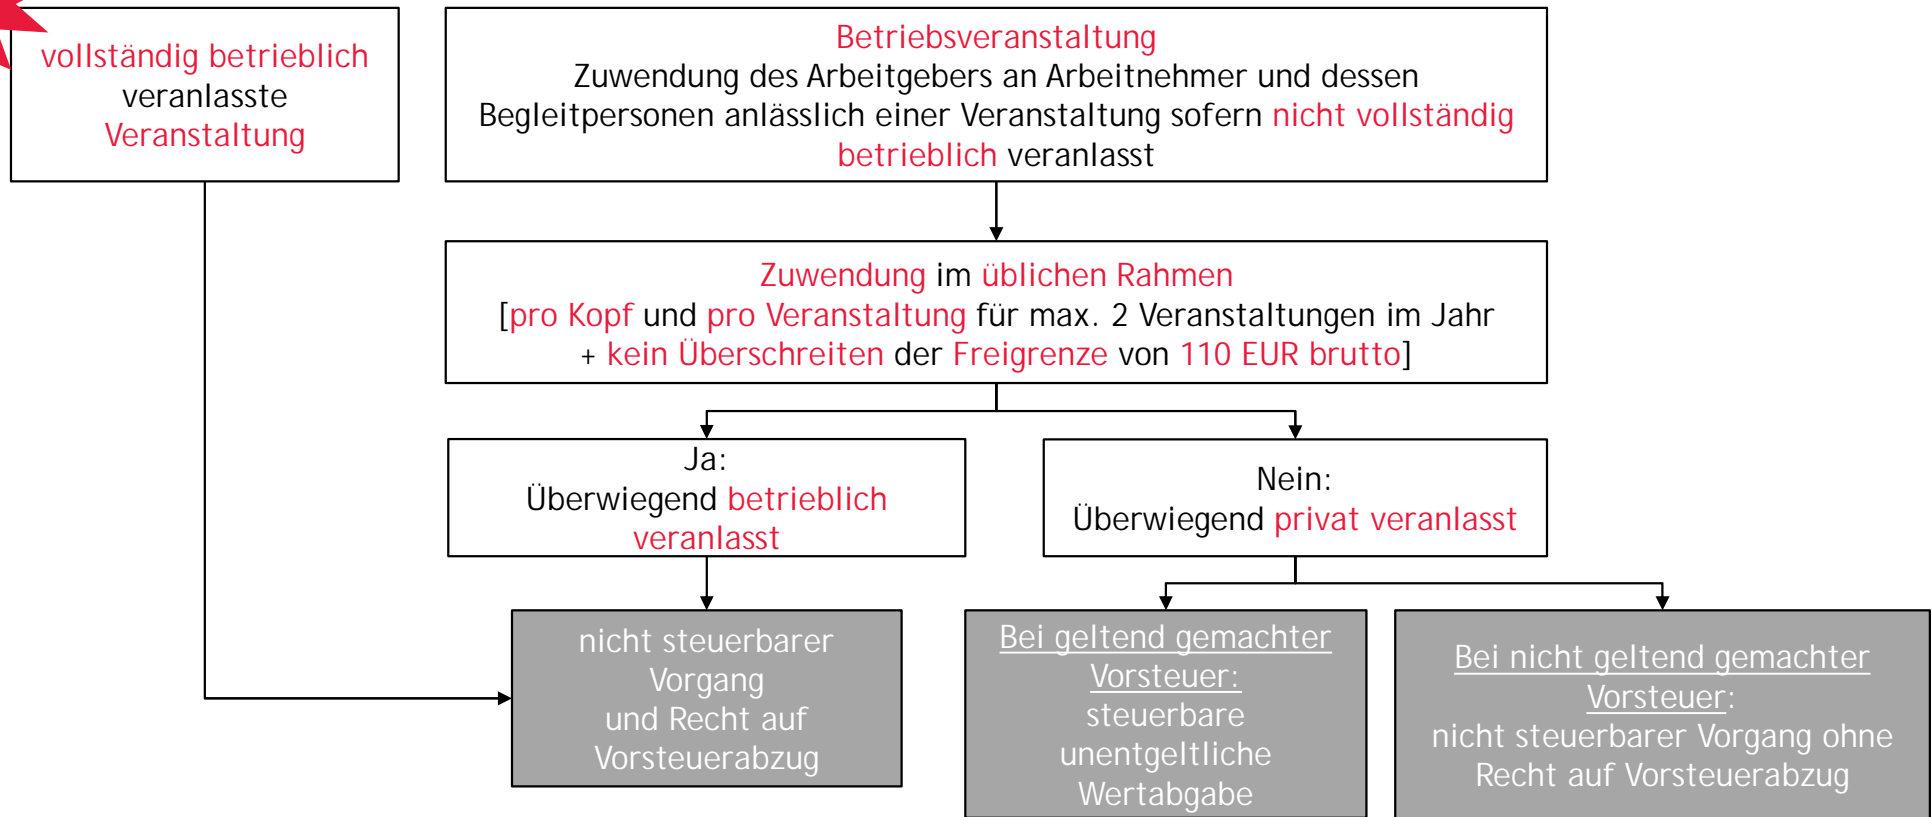 vollständig betrieblich
veranlasste
Veranstaltung
Betriebsveranstaltung
Zuwendung des Arbeitgebers an Arbeitnehmer und dessen
Begleitpersonen anlässlich einer Veranstaltung sofern nicht vollständig
betrieblich veranlasst
Zuwendung im üblichen Rahmen
[pro Kopf und pro Veranstaltung für max. 2 Veranstaltungen im Jahr
+ kein Überschreiten der Freigrenze von 110 EUR brutto]
Ja:
Überwiegend betrieblich
veranlasst
Nein:
Überwiegend privat veranlasst
nicht steuerbarer
Vorgang
und Recht auf
Vorsteuerabzug
Bei geltend gemachter
Vorsteuer:
steuerbare
unentgeltliche
Wertabgabe
Bei nicht geltend gemachter
Vorsteuer:
nicht steuerbarer Vorgang ohne
Recht auf Vorsteuerabzug